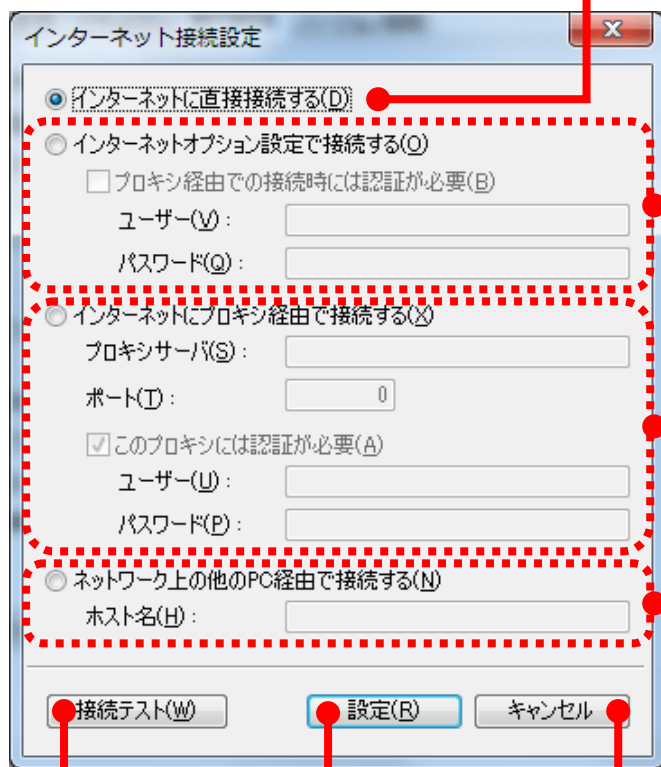 インターネット接続設定
インターネットに直接接続する(D)
インターネットオプション設定で接続する(O)
プロキシ経由での接続時には認証が必要(B)
ユーザー(V):
パスワード(Q):
インターネットにプロキシ経由で接続する(X)
プロキシサーバ(S):
ポート(T): 0
このプロキシには認証が必要(A)
ユーザー(U):
パスワード(P):
ネットワーク上の他のPC経由で接続する(N)
ホスト名(H):
接続テスト(W) 設定(R) キャンセル